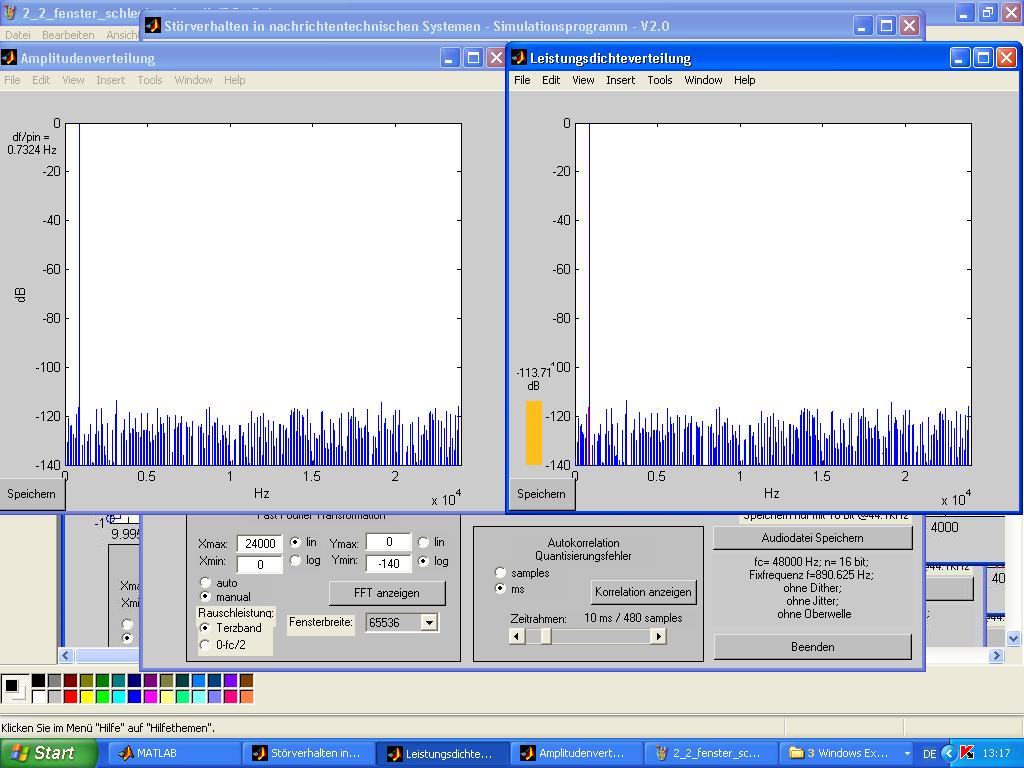 2_2_fenster_schlec
Störverhalten in nachrichtentechnischen Systemen - Simulationsprogramm - V2.0
Datei Bearbeiten Ansich
Amplitudenverteilung
File Edit View Insert Tools Window Help
df/pin =
0.7324 Hz
0
-20
-40
-60
-80
-100
-120
-140
dB
0 0.5 1 1.5 2
Hz
x 10^4
Speichern
Leistungsdichteverteilung
File Edit View Insert Tools Window Help
0
-20
-40
-60
-80
-100
-120
-140
-113.71
dB
0 0.5 1 1.5 2
Hz
x 10^4
Speichern
-1
9.995
Xma
Xmi
Fast Fourier Transformation
Xmax: 24000 lin Ymax: 0 lin
Xmin: 0 log Ymin: -140 log
auto
manual
FFT anzeigen
Rauschleistung:
Terzband
0-fc/2
Fensterbreite: 65536
Autokorrelation
Quantisierungsfehler
samples
ms
Korrelation anzeigen
Zeitrahmen: 10 ms / 480 samples
Speichern nur mit 16 bit @44.1kHz
Audiodatei Speichern
fc= 48000 Hz; n= 16 bit;
Fixfrequenz f=890.625 Hz;
ohne Dither;
ohne Jitter;
ohne Oberwelle
Beenden
4000
Klicken Sie im Menü "Hilfe" auf "Hilfethemen".
Start MATLAB Störverhalten in... Leistungsdichte... Amplitudenvert... 2_2_fenster_sc... 3 Windows Ex... DE 13:17